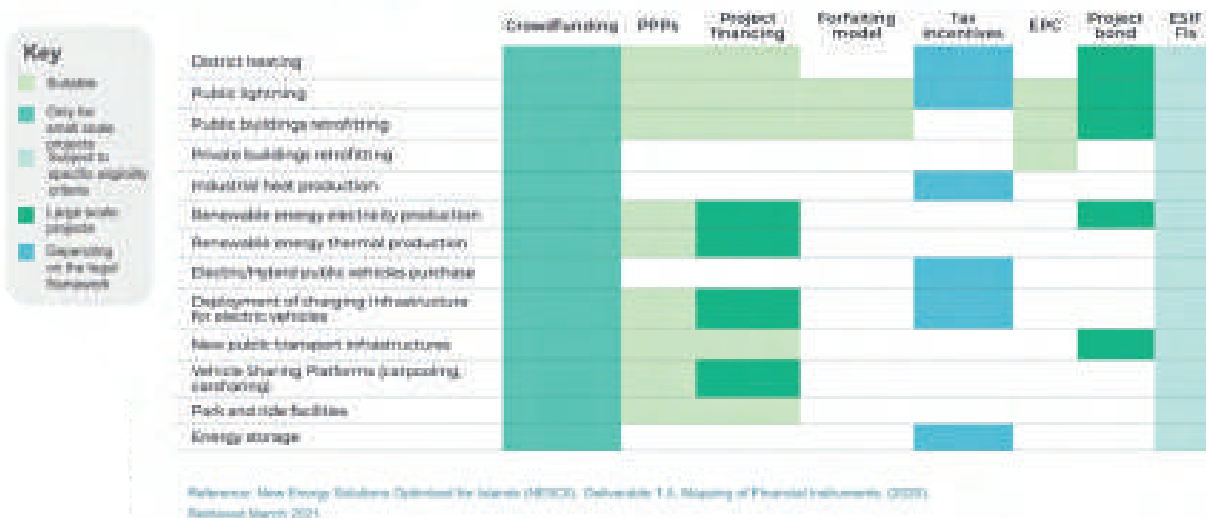 Crowdfunding PPPs Project financing Forfaiting model Tax incentives EPC Project bond ESIF FIs
Key
Suitable
Only for
small scale
projects
Subject to
specific eligibility
criteria
Large scale
projects
Depending
on the legal
framework
District heating
Public lightning
Public buildings retrofitting
Private buildings retrofitting
Industrial heat production
Renewable energy electricity production
Renewable energy thermal production
Electric/Hybrid public vehicles purchase
Deployment of charging infrastructure
for electric vehicles
New public transport infrastructures
Vehicle Sharing Platforms (carpooling,
carsharing)
Park and ride facilities
Energy storage
Reference: New Energy Solutions Optimised for Islands (NESOI), Deliverable Mapping of Financial Instruments. (2020).
Retrieved March 2021